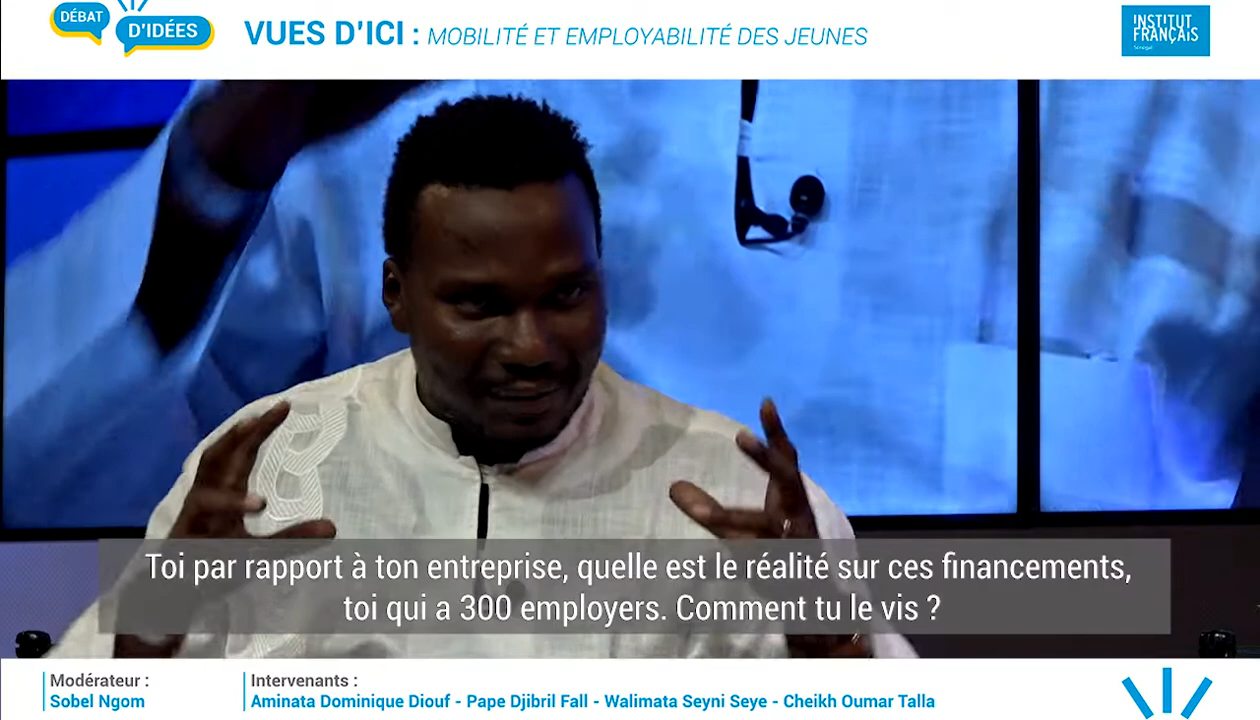 DÉBAT
D'IDÉES
VUES D'ICI : MOBILITÉ ET EMPLOYABILITÉ DES JEUNES
INSTITUT
FRANÇAIS
Sénégal
Toi par rapport à ton entreprise, quelle est le réalité sur ces financements,
toi qui a 300 employers. Comment tu le vis ?
Modérateur :
Sobel Ngom
Intervenants :
Aminata Dominique Diouf - Pape Djibril Fall - Walimata Seyni Seye - Cheikh Oumar Talla